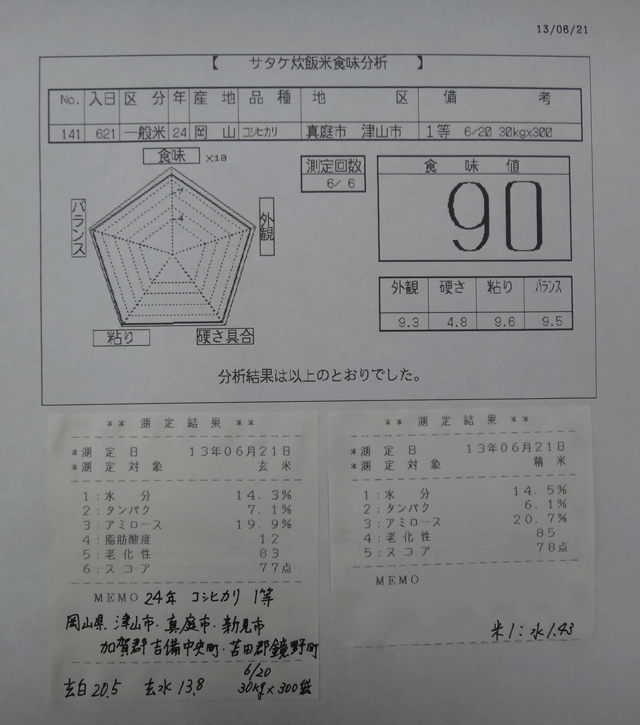 13/06/21
【 サタケ炊飯米食味分析 】
No. 入日 区分 年 産地 品種 地区 備考
141 621 一般米 24 岡山 コシヒカリ 真庭市 津山市 1等 6/20 30kgx300
食味 ×10
7
4
バランス
外観
粘り
硬さ具合
測定回数
6/ 6
食味値
90
外観 硬さ 粘り バランス
9.3 4.8 9.6 9.5
分析結果は以上のとおりでした。
** 測定結果 **
*測定日 13年06月21日
*測定対象 玄米
1:水分 14.3%
2:タンパク 7.1%
3:アミロース 19.9%
4:脂肪酸度 12
5:老化性 83
6:スコア 77点
MEMO 24年 コシヒカリ 1等
岡山県 津山市・真庭市・新見市
加賀郡吉備中央町・苫田郡鏡野町
6/20
玄白20.5 玄水13.8 30kg×300袋
** 測定結果 **
*測定日 13年06月21日
*測定対象 精米
1:水分 14.5%
2:タンパク 6.1%
3:アミロース 20.7%
4:老化性 85
5:スコア 78点
MEMO
米1:水1.43